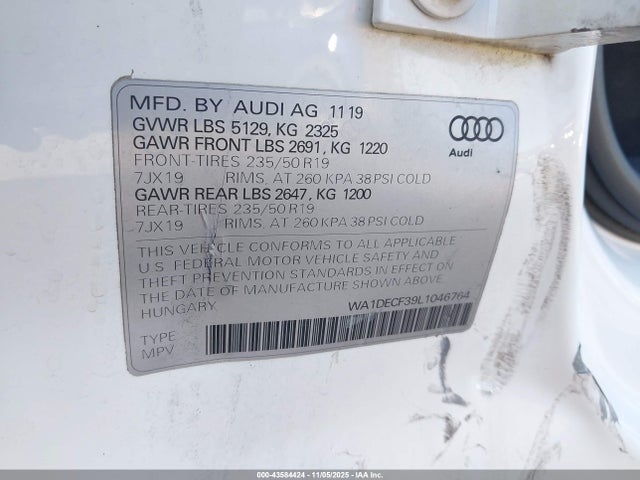 MFD. BY AUDI AG 11 19
GVWR LBS 5129, KG 2325
GAWR FRONT LBS 2691, KG 1220
FRONT-TIRES 235/50 R19
7JX19 RIMS, AT 260 KPA 38 PSI COLD
GAWR REAR LBS 2647, KG 1200
REAR-TIRES 235/50 R19
7JX19 RIMS, AT 260 KPA 38 PSI COLD
Audi
THIS VEHICLE CONFORMS TO ALL APPLICABLE
U.S. FEDERAL MOTOR VEHICLE SAFETY AND
THEFT PREVENTION STANDARDS IN EFFECT ON
THE DATE OF MANUFACTURE SHOWN ABOVE
HUNGARY
WA1DECF39L1046764
TYPE
MPV
000-43584424 - 11/05/2025 - IAAI.COM